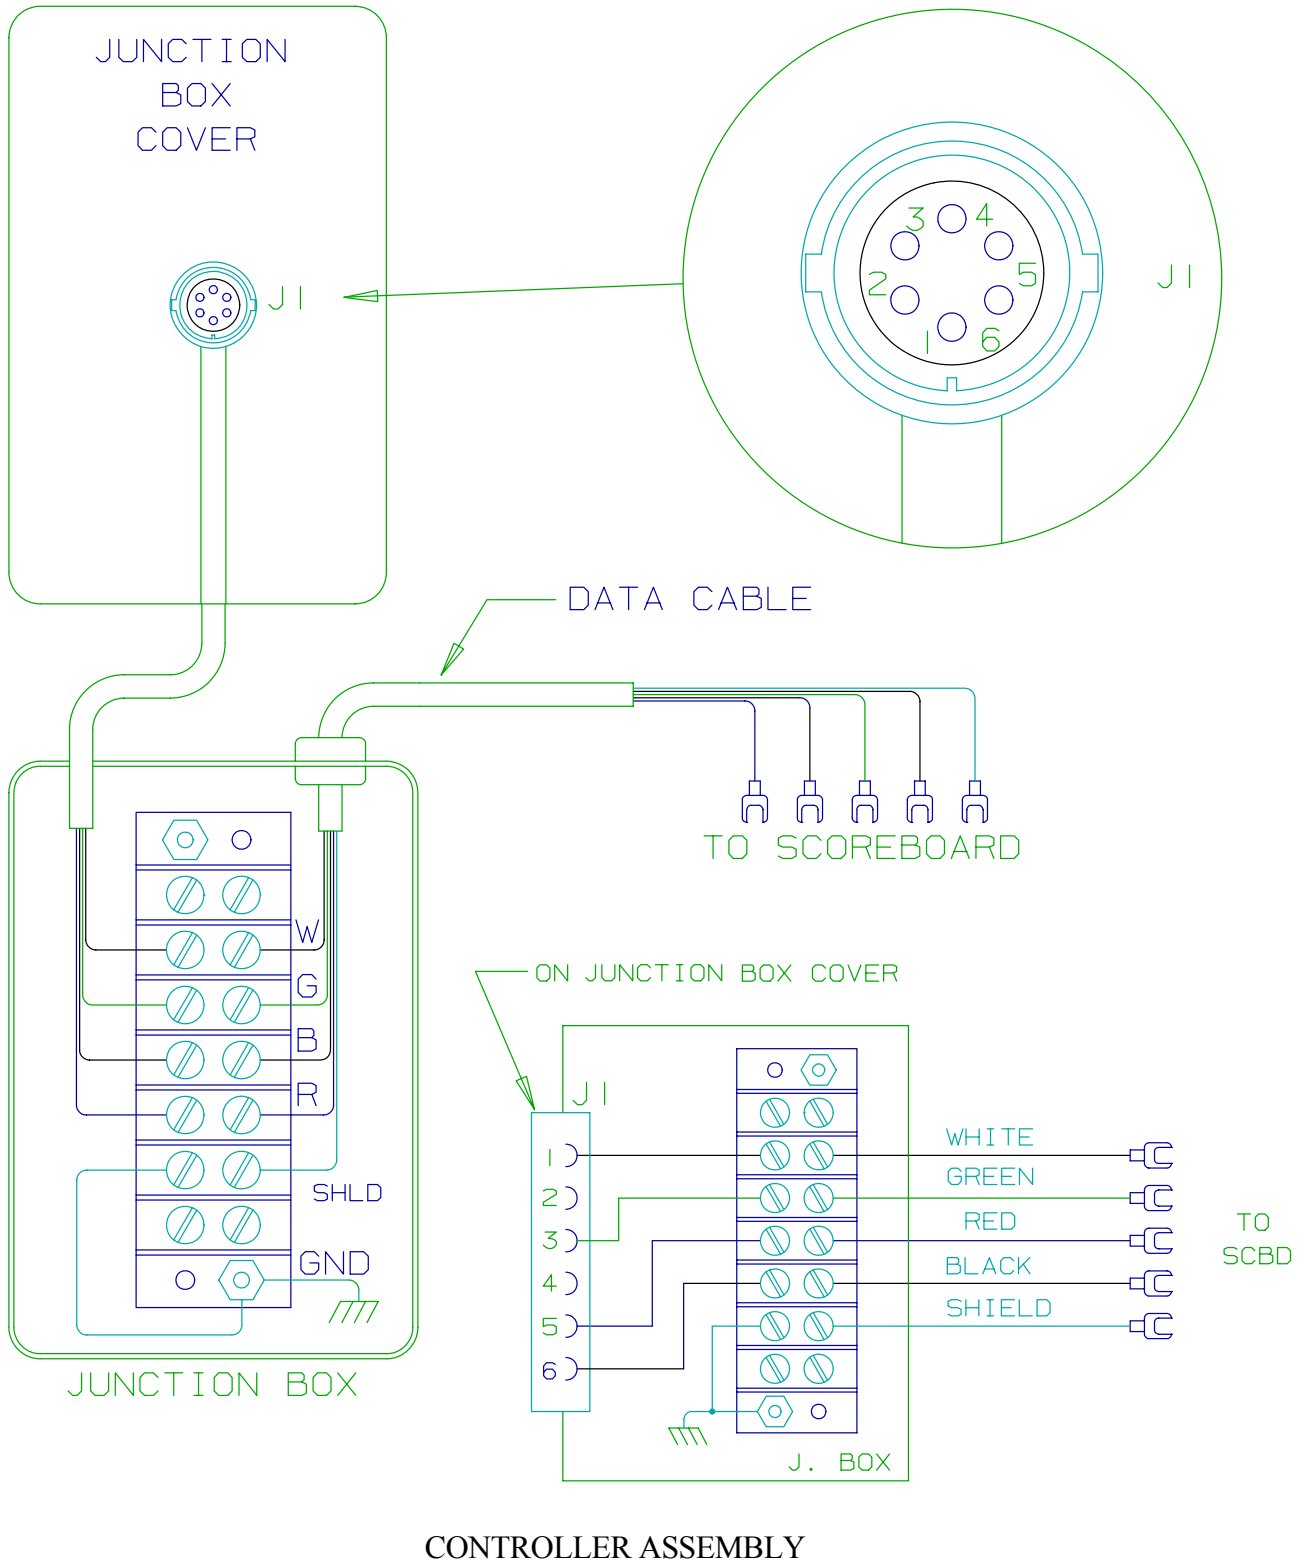 JUNCTION
BOX
COVER
J1
3
4
2
5
1
6
J1
DATA CABLE
TO SCOREBOARD
W
G
B
R
SHLD
GND
JUNCTION BOX
ON JUNCTION BOX COVER
J1
1
2
3
4
5
6
WHITE
GREEN
RED
BLACK
SHIELD
TO
SCBD
J. BOX
CONTROLLER ASSEMBLY